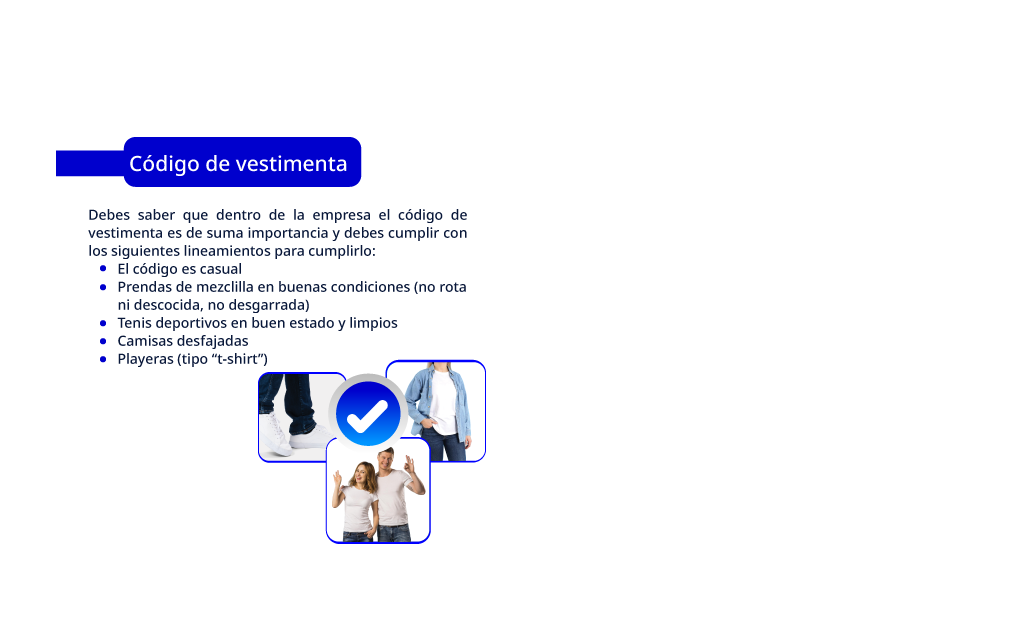 Código de vestimenta
Debes saber que dentro de la empresa el código de
vestimenta es de suma importancia y debes cumplir con
los siguientes lineamientos para cumplirlo:
El código es casual
Prendas de mezclilla en buenas condiciones (no rota
ni descocida, no desgarrada)
Tenis deportivos en buen estado y limpios
Camisas desfajadas
Playeras (tipo “t-shirt”)